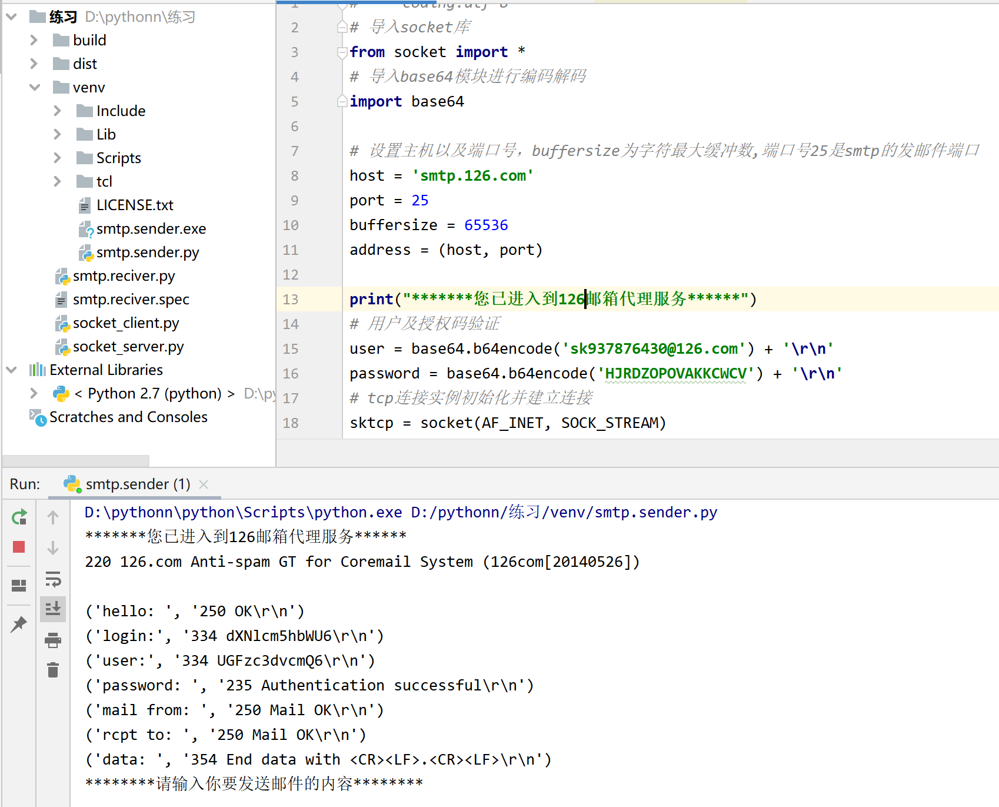 练习 D:\pythonn\练习
build
dist
venv
Include
Lib
Scripts
tcl
LICENSE.txt
smtp.sender.exe
smtp.sender.py
smtp.reciver.py
smtp.reciver.spec
socket_client.py
socket_server.py
External Libraries
< Python 2.7 (python) > D:\py
Scratches and Consoles
1 # coding:utf-8
2 # 导入socket库
3 from socket import *
4 # 导入base64模块进行编码解码
5 import base64
6
7 # 设置主机以及端口号，buffersize为字符最大缓冲数,端口号25是smtp的发邮件端口
8 host = 'smtp.126.com'
9 port = 25
10 buffersize = 65536
11 address = (host, port)
12
13 print("*******您已进入到126邮箱代理服务******")
14 # 用户及授权码验证
15 user = base64.b64encode('sk937876430@126.com') + '\r\n'
16 password = base64.b64encode('HJRDZOPOVAKKCWCV') + '\r\n'
17 # tcp连接实例初始化并建立连接
18 sktcp = socket(AF_INET, SOCK_STREAM)
Run: smtp.sender (1)
D:\pythonn\python\Scripts\python.exe D:/pythonn/练习/venv/smtp.sender.py
*******您已进入到126邮箱代理服务******
220 126.com Anti-spam GT for Coremail System (126com[20140526])
('hello: ', '250 OK\r\n')
('login:', '334 dXNlcm5hbWU6\r\n')
('user:', '334 UGFzc3dvcmQ6\r\n')
('password: ', '235 Authentication successful\r\n')
('mail from: ', '250 Mail OK\r\n')
('rcpt to: ', '250 Mail OK\r\n')
('data: ', '354 End data with <CR><LF>.<CR><LF>\r\n')
********请输入你要发送邮件的内容********